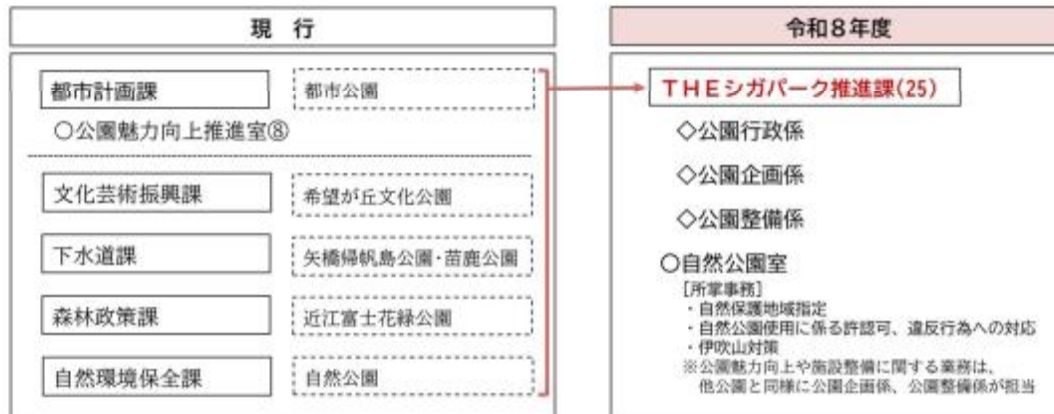 現 行
都市計画課
都市公園
○公園魅力向上推進室⑧
文化芸術振興課
希望が丘文化公園
下水道課
矢橋帰帆島公園・苗鹿公園
森林政策課
近江富士花緑公園
自然環境保全課
自然公園
令和８年度
ＴＨＥシガパーク推進課(25)
◇公園行政係
◇公園企画係
◇公園整備係
○自然公園室
[所掌事務]
・自然保護地域指定
・自然公園使用に係る許認可、違反行為への対応
・伊吹山対策
※公園魅力向上や施設整備に関する業務は、
他公園と同様に公園企画係、公園整備係が担当